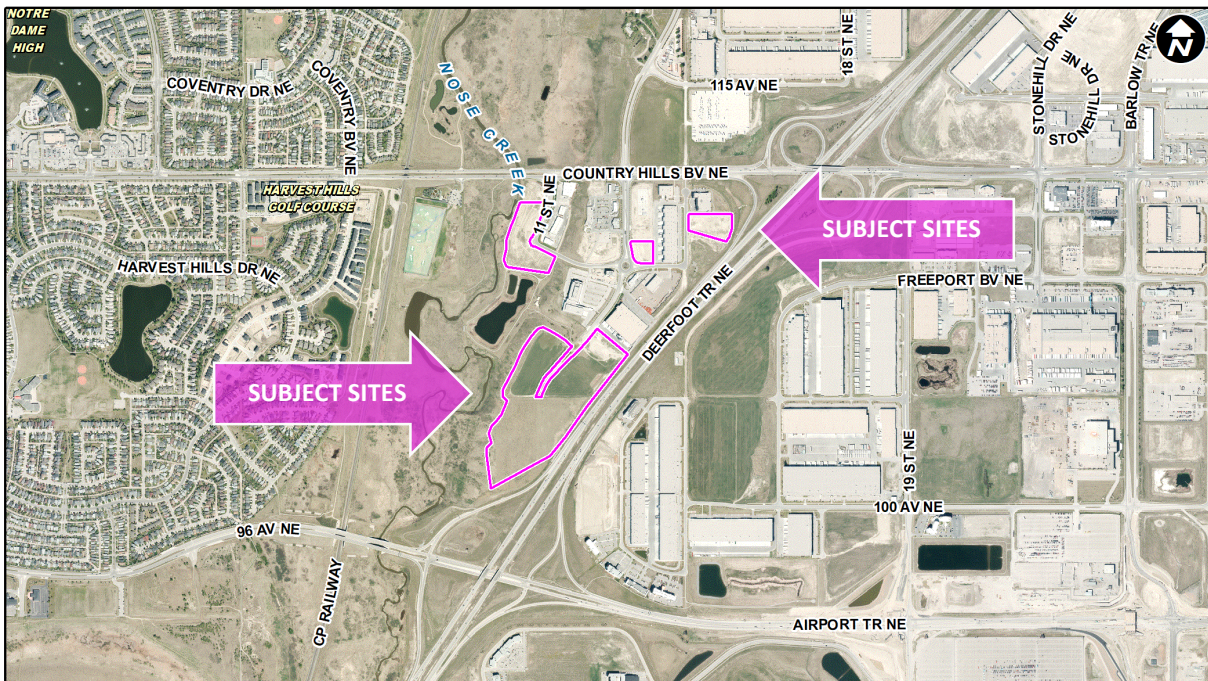 NOTRE
DAME
HIGH
COVENTRY DR NE
COVENTRY BV NE
NOSE CREEK
18 ST NE
115 AV NE
STONEHILL DR NE
STONEHILL DR NE
BARLOW TR NE
N
COUNTRY HILLS BV NE
HARVEST HILLS
GOLF COURSE
11 ST NE
SUBJECT SITES
HARVEST HILLS DR NE
FREEPORT BV NE
DEERFOOT TR NE
SUBJECT SITES
19 ST NE
100 AV NE
96 AV NE
CP RAILWAY
AIRPORT TR NE